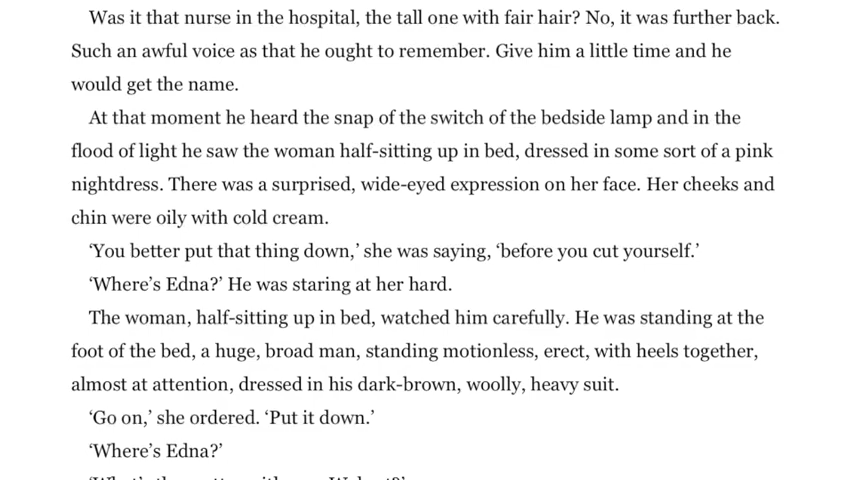 Was it that nurse in the hospital, the tall one with fair hair? No, it was further back.
Such an awful voice as that he ought to remember. Give him a little time and he
would get the name.
At that moment he heard the snap of the switch of the bedside lamp and in the
flood of light he saw the woman half-sitting up in bed, dressed in some sort of a pink
nightdress. There was a surprised, wide-eyed expression on her face. Her cheeks and
chin were oily with cold cream.
‘You better put that thing down,’ she was saying, ‘before you cut yourself.’
‘Where’s Edna?’ He was staring at her hard.
The woman, half-sitting up in bed, watched him carefully. He was standing at the
foot of the bed, a huge, broad man, standing motionless, erect, with heels together,
almost at attention, dressed in his dark-brown, woolly, heavy suit.
‘Go on,’ she ordered. ‘Put it down.’
‘Where’s Edna?’